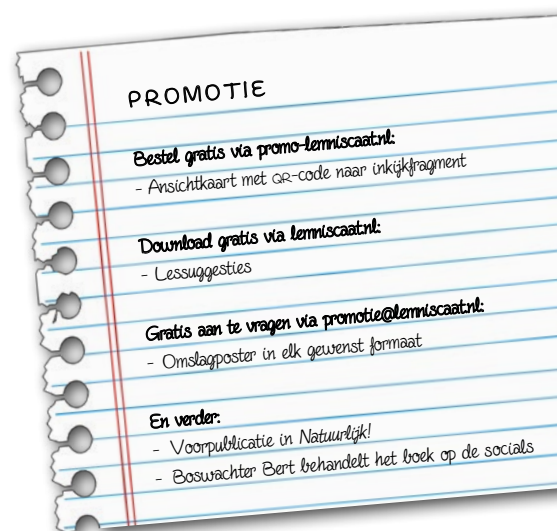 PROMOTIE
Bestel gratis via promo-lemniscaat.nl:
- Ansichtkaart met QR-code naar inkijkfragment
Download gratis via lemniscaat.nl:
- Lessuggesties
Gratis aan te vragen via promotie@lemniscaat.nl:
- Omslagposter in elk gewenst formaat
En verder:
- Voorpublicatie in Natuurlijk!
- Boswachter Bert behandelt het boek op de socials